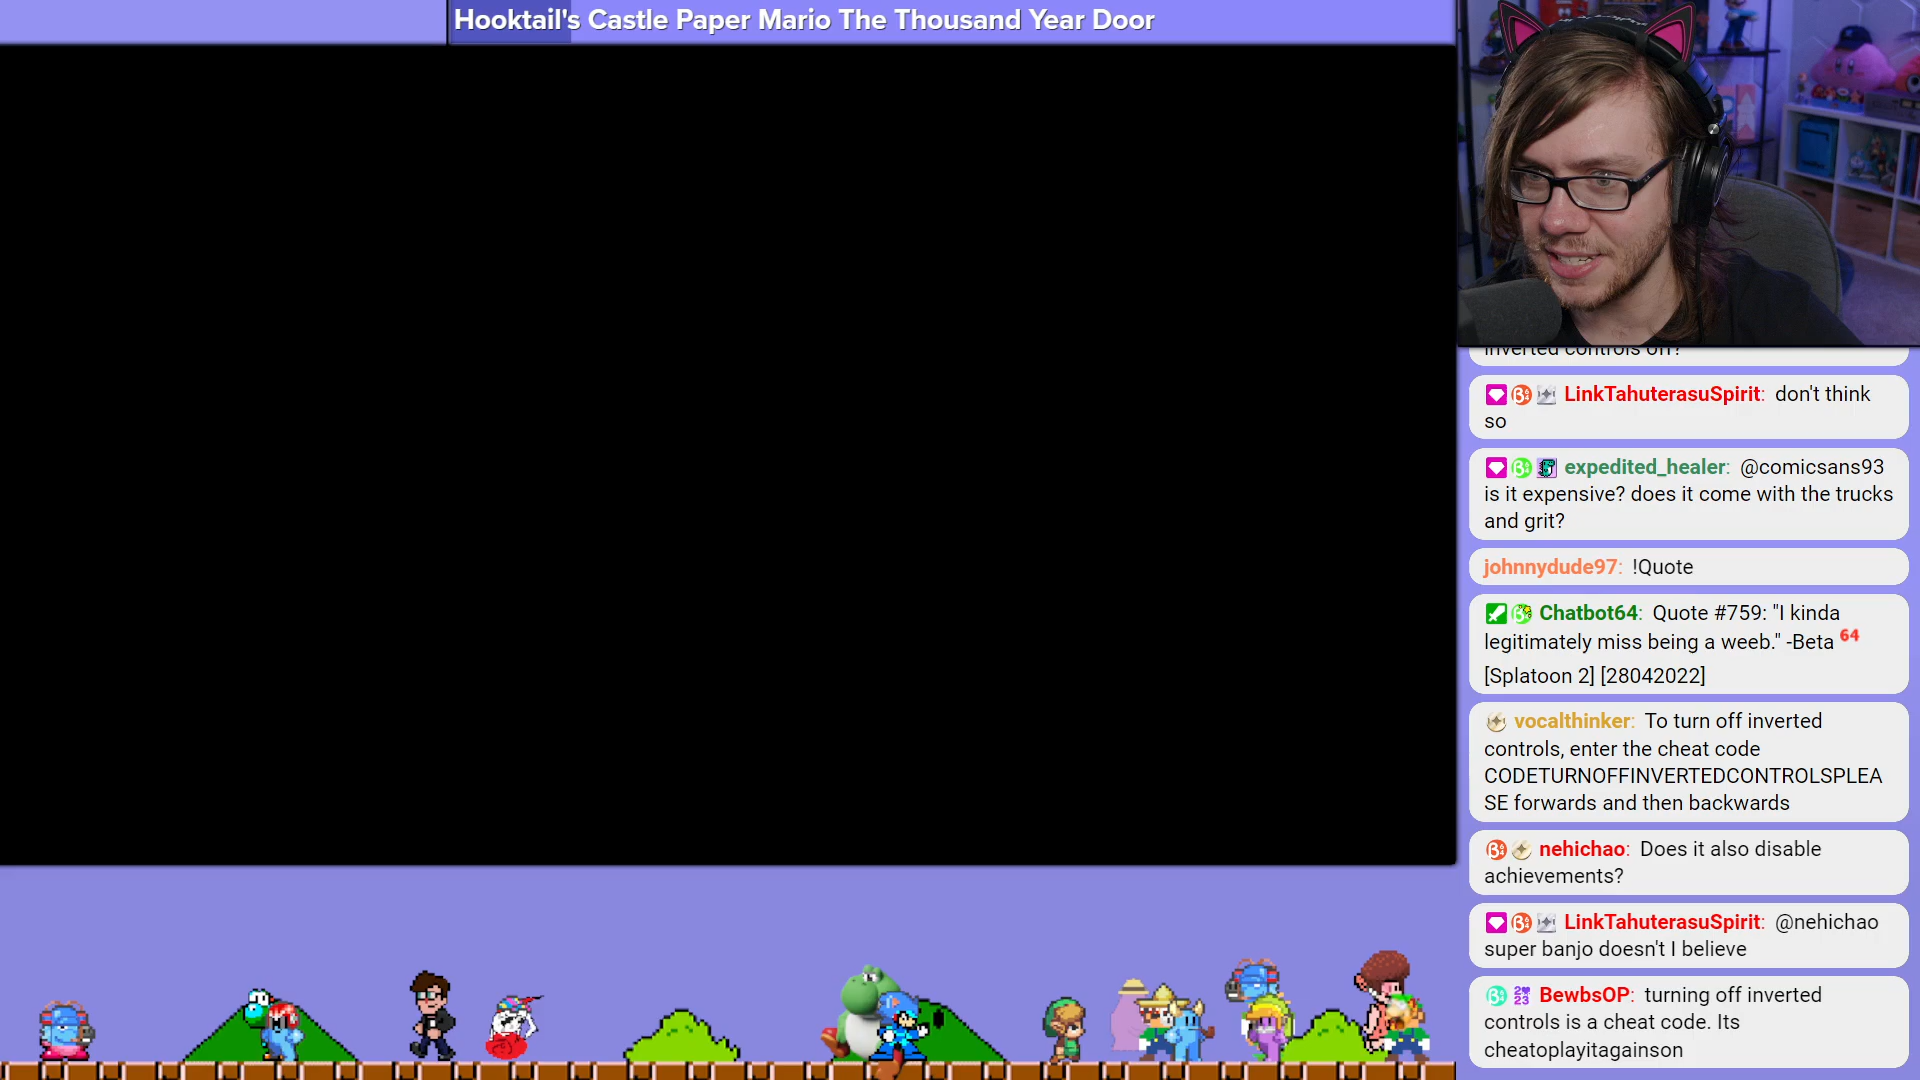 Hooktail's Castle Paper Mario The Thousand Year Door
inverted controls off?
LinkTahuterasuSpirit: don't think
so
expedited_healer: @comicsans93
is it expensive? does it come with the trucks
and grit?
johnnydude97: !Quote
Chatbot64: Quote #759: "I kinda
legitimately miss being a weeb." -Beta 64
[Splatoon 2] [28042022]
vocalthinker: To turn off inverted
controls, enter the cheat code
CODETURNOFFINVERTEDCONTROLSPLEA
SE forwards and then backwards
nehichao: Does it also disable
achievements?
LinkTahuterasuSpirit: @nehichao
super banjo doesn't I believe
BewbsOP: turning off inverted
controls is a cheat code. Its
cheatoplayitagainson